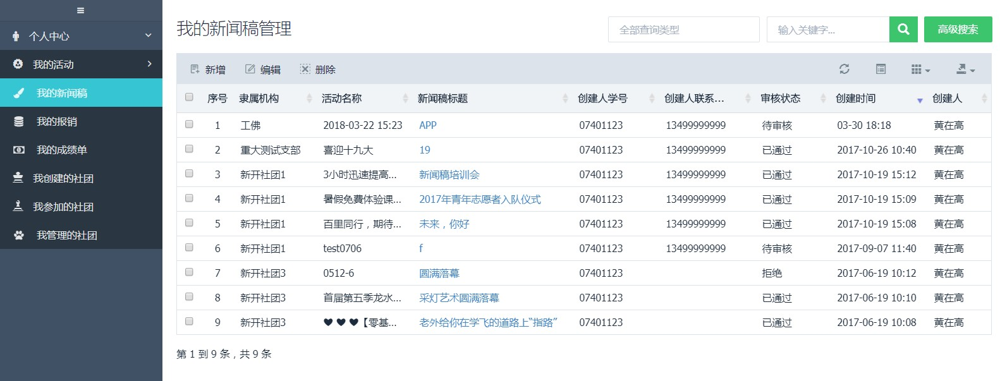 个人中心
我的活动
我的新闻稿
我的报销
我的成绩单
我创建的社团
我参加的社团
我管理的社团
我的新闻稿管理
全部查询类型 输入关键字... 高级搜索
新增 编辑 删除
序号 隶属机构 活动名称 新闻稿标题 创建人学号 创建人联系... 审核状态 创建时间 创建人
1 工佛 2018-03-22 15:23 APP 07401123 13499999999 待审核 03-30 18:18 黄在高
2 重大测试支部 喜迎十九大 19 07401123 13499999999 已通过 2017-10-26 10:40 黄在高
3 新开社团1 3小时迅速提高... 新闻稿培训会 07401123 13499999999 已通过 2017-10-19 15:12 黄在高
4 新开社团1 暑假免費体验课... 2017年青年志愿者入队仪式 07401123 13499999999 已通过 2017-10-19 15:09 黄在高
5 新开社团1 百里同行，期待... 未来，你好 07401123 13499999999 已通过 2017-10-19 15:08 黄在高
6 新开社团1 test0706 f 07401123 13499999999 待审核 2017-09-07 11:40 黄在高
7 新开社团3 0512-6 圆满落幕 07401123 拒绝 2017-06-19 10:12 黄在高
8 新开社团3 首届第五季龙水... 采灯艺术圆满落幕 07401123 已通过 2017-06-19 10:10 黄在高
9 新开社团3 ♥ ♥ ♥【零基... 老外给你在学飞的道路上“指路” 07401123 已通过 2017-06-19 10:08 黄在高
第 1 到 9 条，共 9 条